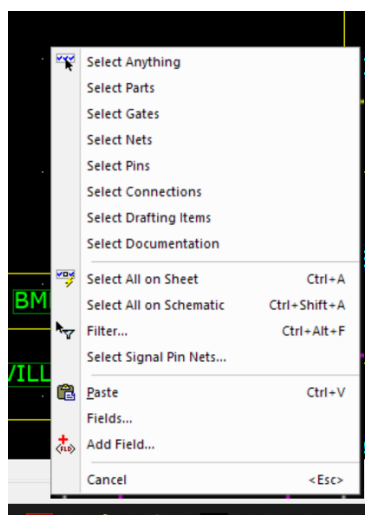 Select Anything
Select Parts
Select Gates
Select Nets
Select Pins
Select Connections
Select Drafting Items
Select Documentation
Select All on Sheet Ctrl+A
BM
Select All on Schematic Ctrl+Shift+A
Filter... Ctrl+Alt+F
Select Signal Pin Nets...
VILL
Paste Ctrl+V
Fields...
Add Field...
Cancel <Esc>